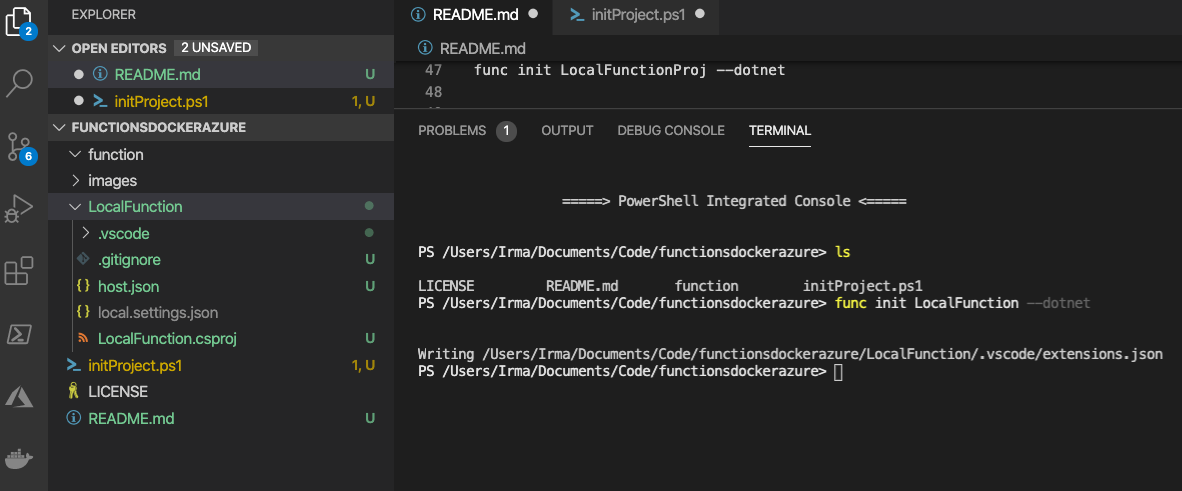 EXPLORER
OPEN EDITORS 2 UNSAVED
README.md U
initProject.ps1 1, U
FUNCTIONSDOCKERAZURE
function
images
LocalFunction
.vscode
.gitignore U
host.json U
local.settings.json
LocalFunction.csproj U
initProject.ps1 1, U
LICENSE
README.md U
2
6
README.md initProject.ps1
README.md
47 func init LocalFunctionProj --dotnet
48
PROBLEMS 1 OUTPUT DEBUG CONSOLE TERMINAL
=====> PowerShell Integrated Console <=====
PS /Users/Irma/Documents/Code/functionsdockerazure> ls
LICENSE README.md function initProject.ps1
PS /Users/Irma/Documents/Code/functionsdockerazure> func init LocalFunction --dotnet
Writing /Users/Irma/Documents/Code/functionsdockerazure/LocalFunction/.vscode/extensions.json
PS /Users/Irma/Documents/Code/functionsdockerazure>